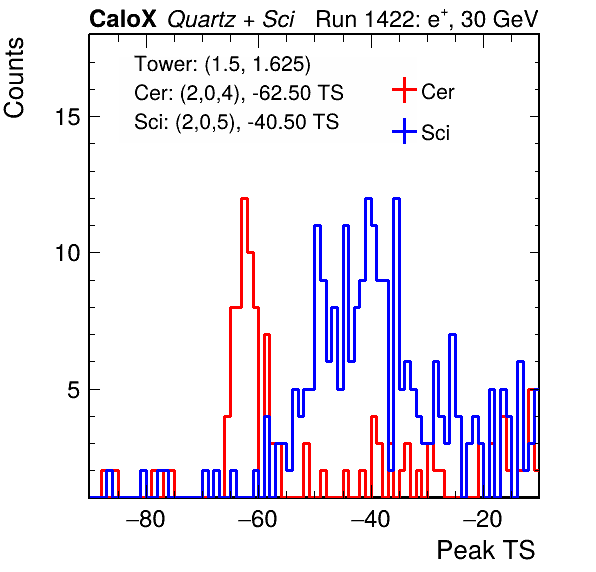 CaloX Quartz + Sci Run 1422: e⁺, 30 GeV
Counts
Tower: (1.5, 1.625)
Cer: (2,0,4), -62.50 TS
Sci: (2,0,5), -40.50 TS
Cer
Sci
15
10
5
−80 −60 −40 −20
Peak TS